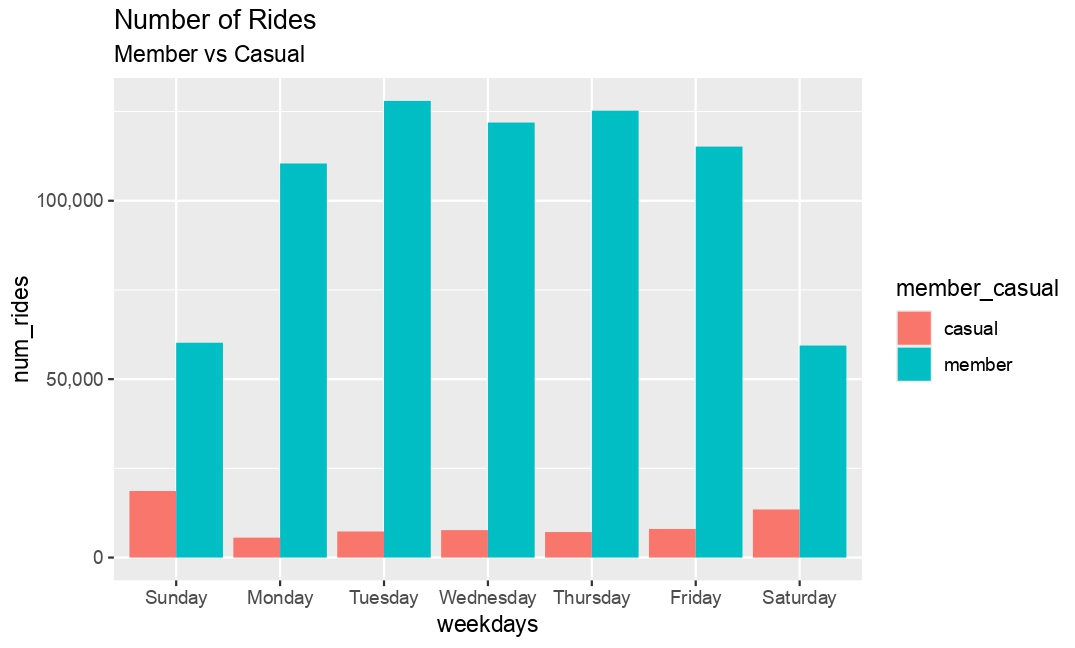 Number of Rides
Member vs Casual
num_rides
100,000
50,000
0
Sunday Monday Tuesday Wednesday Thursday Friday Saturday
weekdays
member_casual
casual
member